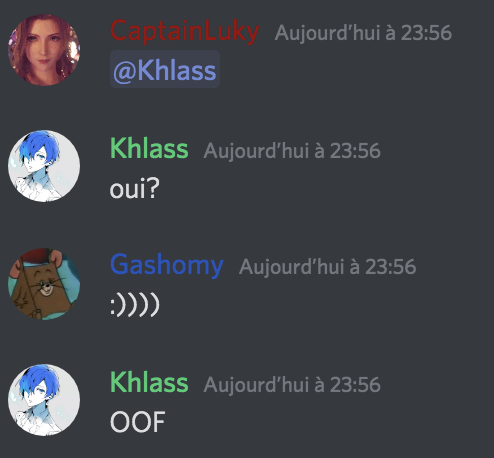 CaptainLuky Aujourd'hui à 23:56
@Khlass
Khlass Aujourd'hui à 23:56
oui?
Gashomy Aujourd'hui à 23:56
:))))
Khlass Aujourd'hui à 23:56
OOF